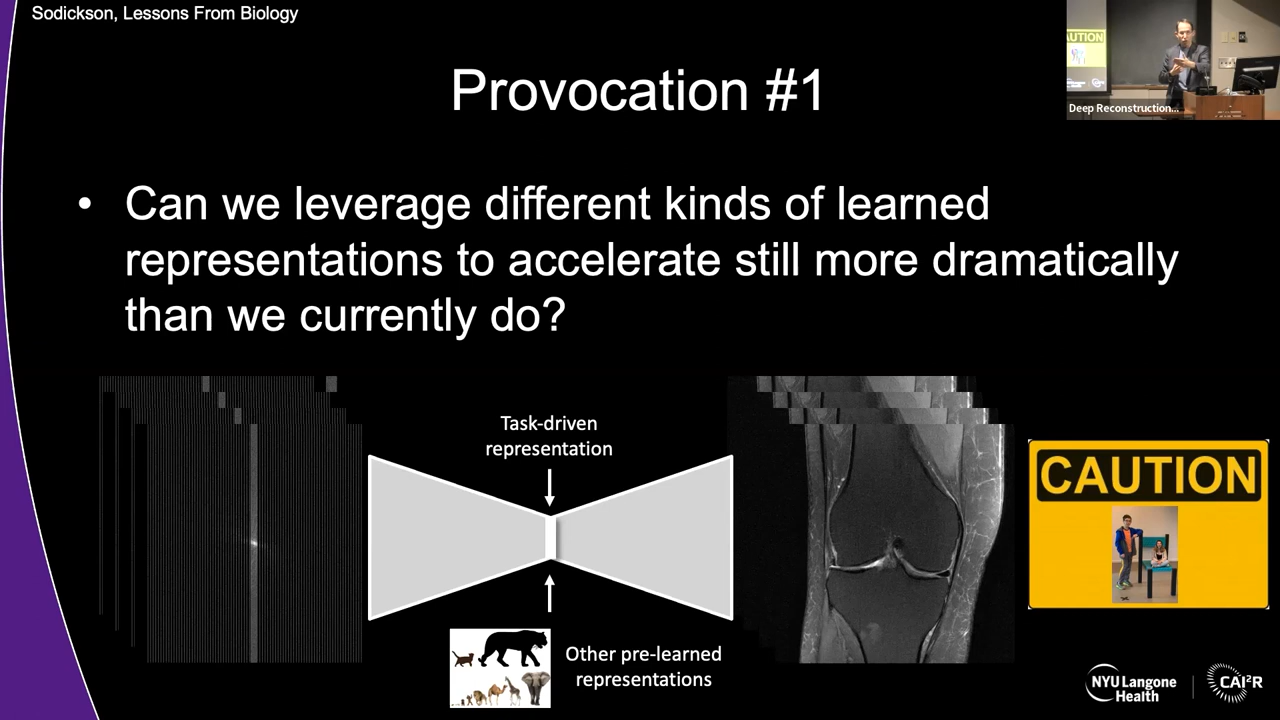 Sodickson, Lessons From Biology
Provocation #1
• Can we leverage different kinds of learned
representations to accelerate still more dramatically
than we currently do?
Task-driven
representation
Other pre-learned
representations
CAUTION
NYU Langone
Health
CAI²R
AUTION
Deep Reconstruction...